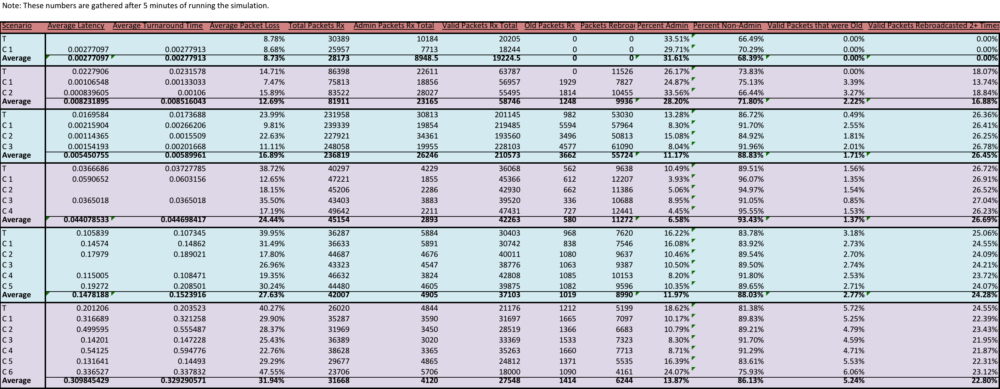 Note: These numbers are gathered after 5 minutes of running the simulation.
Scenario Average Latency Average Turnaround Time Average Packet Loss Total Packets Rx Admin Packets Rx Total Valid Packets Rx Total Old Packets Rx Packets Rebroad Percent Admin Percent Non-Admin Valid Packets that were Old Valid Packets Rebroadcasted 2+ Times
T 8.78% 30389 10184 20205 0 0 33.51% 66.49% 0.00% 0.00%
C 1 0.00277097 0.00277913 8.68% 25957 7713 18244 0 0 29.71% 70.29% 0.00% 0.00%
Average 0.00277097 0.00277913 8.73% 28173 8948.5 19224.5 0 0 31.61% 68.39% 0.00% 0.00%
T 0.0227906 0.0231578 14.71% 86398 22611 63787 0 11526 26.17% 73.83% 0.00% 18.07%
C 1 0.00106548 0.00133033 7.47% 75813 18856 56957 1929 7827 24.87% 75.13% 3.39% 13.74%
C 2 0.000839605 0.00106 15.89% 83522 28027 55495 1814 10455 33.56% 66.44% 3.27% 18.84%
Average 0.008231895 0.008516043 12.69% 81911 23165 58746 1248 9936 28.20% 71.80% 2.22% 16.88%
T 0.0169584 0.0173688 23.99% 231958 30813 201145 982 53030 13.28% 86.72% 0.49% 26.36%
C 1 0.00215904 0.00266206 9.81% 239339 19854 219485 5594 57964 8.30% 91.70% 2.55% 26.41%
C 2 0.00114365 0.0015509 22.63% 227921 34361 193560 3496 50813 15.08% 84.92% 1.81% 26.25%
C 3 0.00154193 0.00201668 11.11% 248058 19955 228103 4577 61090 8.04% 91.96% 2.01% 26.78%
Average 0.005450755 0.00589961 16.89% 236819 26246 210573 3662 55724 11.17% 88.83% 1.71% 26.45%
T 0.0366686 0.03727785 38.72% 40297 4229 36068 562 9638 10.49% 89.51% 1.56% 26.72%
C 1 0.0590652 0.0603156 12.65% 47221 1855 45366 612 12207 3.93% 96.07% 1.35% 26.91%
C 2 18.15% 45206 2286 42930 662 11386 5.06% 94.97% 1.54% 26.52%
C 3 0.0365018 0.0365018 35.50% 43403 3883 39520 336 10688 8.95% 91.05% 0.85% 27.04%
C 4 17.19% 49642 2211 47431 727 12441 4.45% 95.55% 1.53% 26.23%
Average 0.044078533 0.044698417 24.44% 45154 2893 42263 580 11272 6.58% 93.43% 1.37% 26.69%
T 0.105839 0.107345 39.95% 36287 5884 30403 968 7620 16.22% 83.78% 3.18% 25.06%
C 1 0.14574 0.14862 31.49% 36633 5891 30742 838 7546 16.08% 83.92% 2.73% 24.55%
C 2 0.17979 0.189021 17.80% 44687 4676 40011 1080 9637 10.46% 89.54% 2.70% 24.09%
C 3 26.96% 43323 4547 38776 1063 9387 10.50% 89.50% 2.74% 24.21%
C 4 0.115005 0.108471 19.35% 46632 3824 42808 1085 10153 8.20% 91.80% 2.53% 23.72%
C 5 0.19272 0.208501 30.24% 44480 4605 39875 1082 9596 10.35% 89.65% 2.71% 24.07%
Average 0.1478188 0.1523916 27.63% 42007 4905 37103 1019 8990 11.97% 88.03% 2.77% 24.28%
T 0.201206 0.203523 40.27% 26020 4844 21176 1212 5199 18.62% 81.38% 5.72% 24.55%
C 1 0.316689 0.321258 29.90% 35287 3590 31697 1665 7097 10.17% 89.83% 5.25% 22.39%
C 2 0.499595 0.555487 28.37% 31969 3450 28519 1366 6683 10.79% 89.21% 4.79% 23.43%
C 3 0.14201 0.147228 25.43% 36389 3020 33369 1533 7323 8.30% 91.70% 4.59% 21.95%
C 4 0.54125 0.594776 22.76% 38628 3365 35263 1660 7713 8.71% 91.29% 4.71% 21.87%
C 5 0.131641 0.14493 29.29% 29677 4865 24812 1371 5535 16.39% 83.61% 5.53% 22.31%
C 6 0.336527 0.337832 47.55% 23706 5706 18000 1090 4161 24.07% 75.93% 6.06% 23.12%
Average 0.309845429 0.329290571 31.94% 31668 4120 27548 1414 6244 13.87% 86.13% 5.24% 22.80%